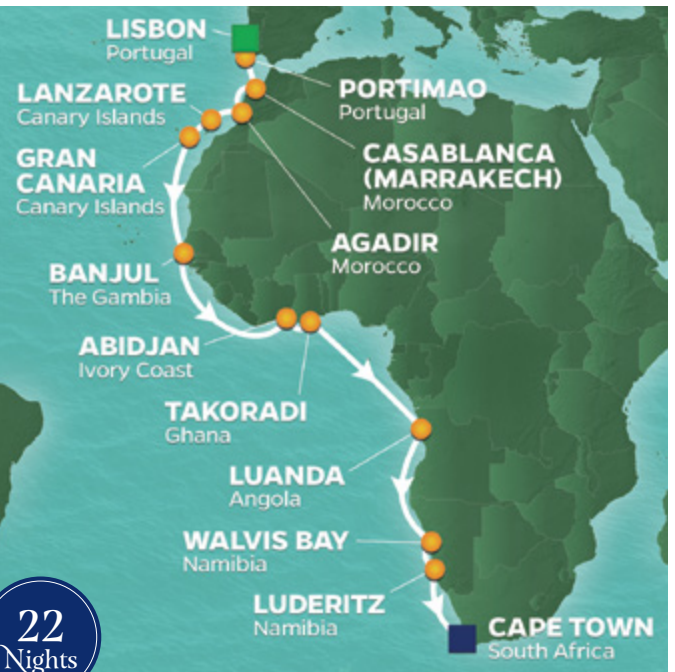 LISBON
Portugal
PORTIMAO
Portugal
LANZAROTE
Canary Islands
CASABLANCA
(MARRAKECH)
Morocco
GRAN
CANARIA
Canary Islands
AGADIR
Morocco
BANJUL
The Gambia
ABIDJAN
Ivory Coast
TAKORADI
Ghana
LUANDA
Angola
WALVIS BAY
Namibia
LUDERITZ
Namibia
CAPE TOWN
South Africa
22
Nights